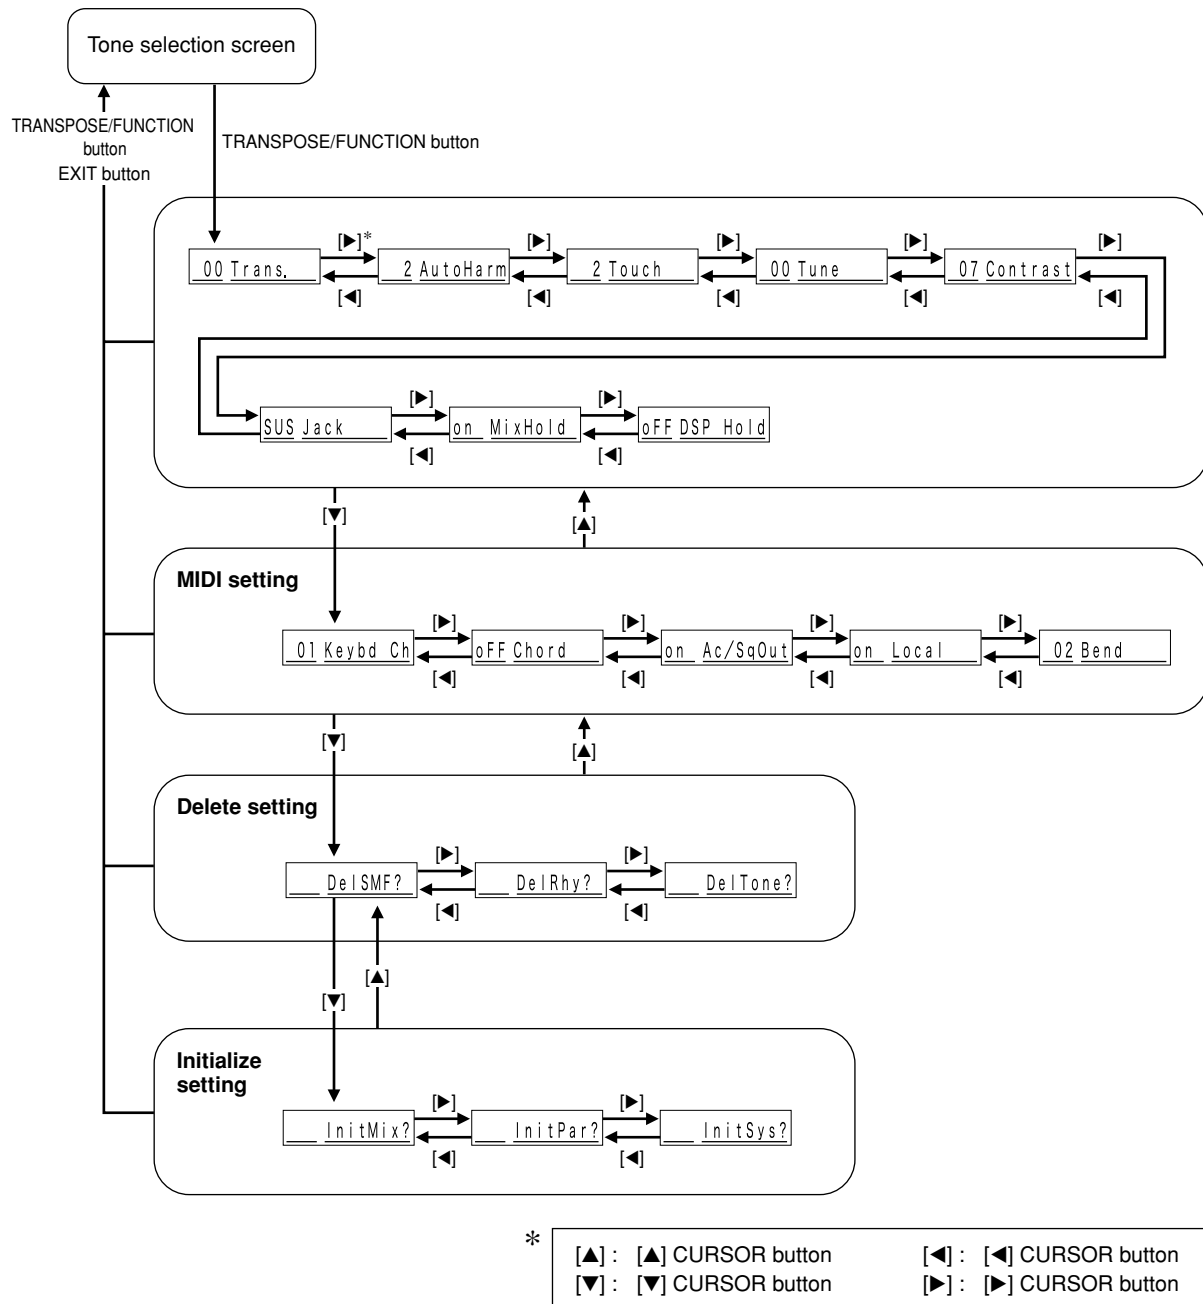 Tone selection screen
TRANSPOSE/FUNCTION
button
EXIT button
TRANSPOSE/FUNCTION button
[▶]* [▶] [▶] [▶] [▶]
00 Trans. 2 AutoHarm 2 Touch 00 Tune 07 Contrast
[◀] [◀] [◀] [◀] [◀]
[▶] [▶]
SUS Jack on MixHold oFF DSP Hold
[◀] [◀]
[▼] [▲]
MIDI setting
[▶] [▶] [▶] [▶]
01 Keybd Ch oFF Chord on Ac/SqOut on Local 02 Bend
[◀] [◀] [◀] [◀]
[▼] [▲]
Delete setting
[▶] [▶]
DelSMF? DelRhy? DelTone?
[◀] [◀]
[▲]
[▼]
Initialize
setting
[▶] [▶]
InitMix? InitPar? InitSys?
[◀] [◀]
*
[▲] : [▲] CURSOR button [◀] : [◀] CURSOR button
[▼] : [▼] CURSOR button [▶] : [▶] CURSOR button